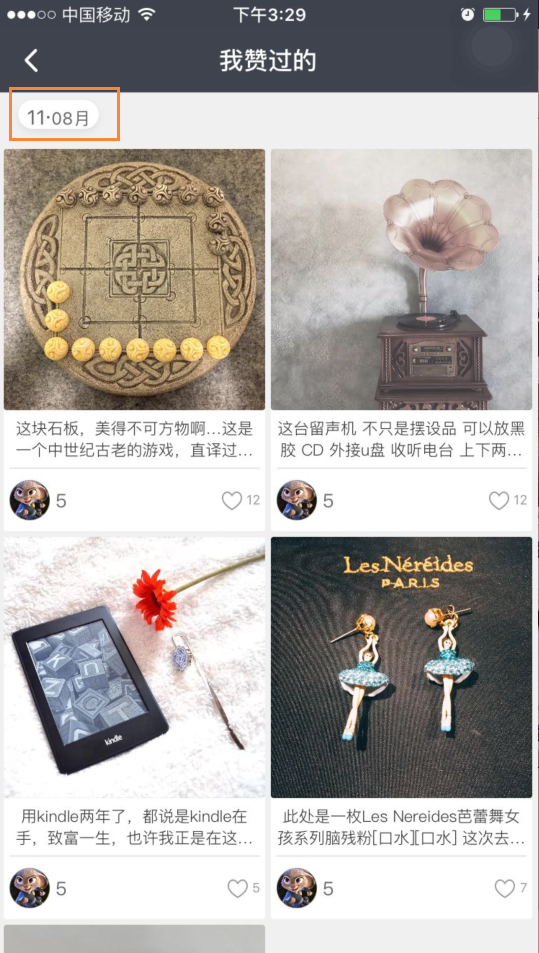 中国移动
下午3:29
我赞过的
11·08月
这块石板，美得不可方物啊…这是
一个中世纪古老的游戏，直译过…
5
12
这台留声机 不只是摆设品 可以放黑
胶 CD 外接u盘 收听电台 上下两…
5
12
kindle
用kindle两年了，都说是kindle在
手，致富一生，也许我正是在这…
5
5
Les Néréides
PARIS
此处是一枚Les Nereides芭蕾舞女
孩系列脑残粉[口水][口水] 这次去…
5
7